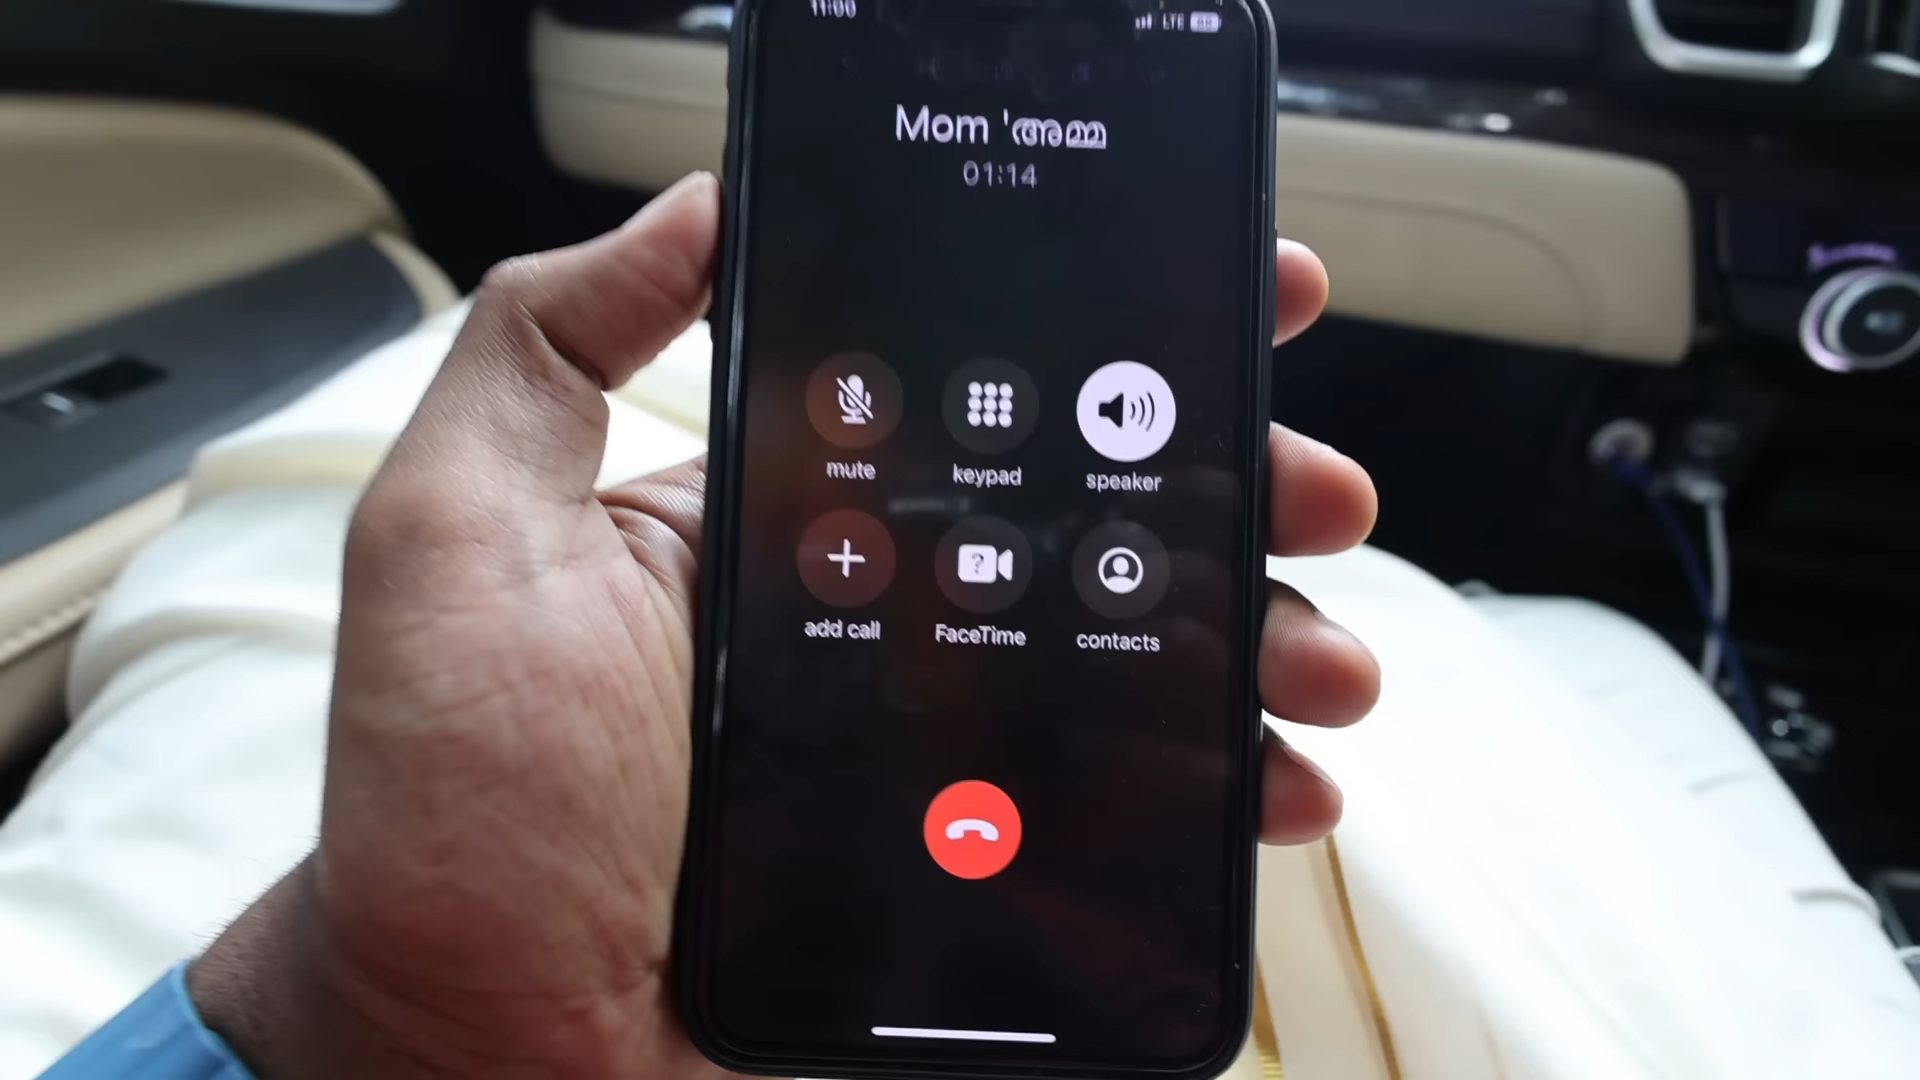 11:00
LTE
Mom 'അമ്മ
01:14
mute
keypad
speaker
add call
FaceTime
contacts